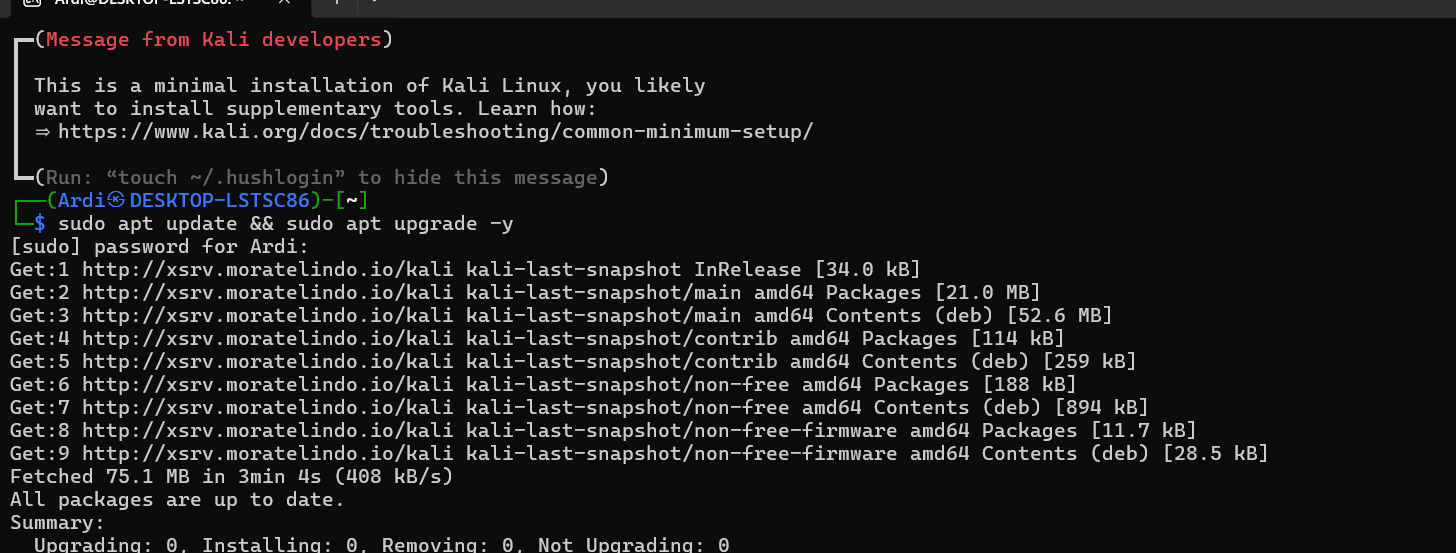 Ardi@DESKTOP-LSTSC86: ~
(Message from Kali developers)
This is a minimal installation of Kali Linux, you likely
want to install supplementary tools. Learn how:
⇒ https://www.kali.org/docs/troubleshooting/common-minimum-setup/
(Run: “touch ~/.hushlogin” to hide this message)
(Ardi㉿DESKTOP-LSTSC86)-[~]
$ sudo apt update && sudo apt upgrade -y
[sudo] password for Ardi:
Get:1 http://xsrv.moratelindo.io/kali kali-last-snapshot InRelease [34.0 kB]
Get:2 http://xsrv.moratelindo.io/kali kali-last-snapshot/main amd64 Packages [21.0 MB]
Get:3 http://xsrv.moratelindo.io/kali kali-last-snapshot/main amd64 Contents (deb) [52.6 MB]
Get:4 http://xsrv.moratelindo.io/kali kali-last-snapshot/contrib amd64 Packages [114 kB]
Get:5 http://xsrv.moratelindo.io/kali kali-last-snapshot/contrib amd64 Contents (deb) [259 kB]
Get:6 http://xsrv.moratelindo.io/kali kali-last-snapshot/non-free amd64 Packages [188 kB]
Get:7 http://xsrv.moratelindo.io/kali kali-last-snapshot/non-free amd64 Contents (deb) [894 kB]
Get:8 http://xsrv.moratelindo.io/kali kali-last-snapshot/non-free-firmware amd64 Packages [11.7 kB]
Get:9 http://xsrv.moratelindo.io/kali kali-last-snapshot/non-free-firmware amd64 Contents (deb) [28.5 kB]
Fetched 75.1 MB in 3min 4s (408 kB/s)
All packages are up to date.
Summary:
Upgrading: 0, Installing: 0, Removing: 0, Not Upgrading: 0